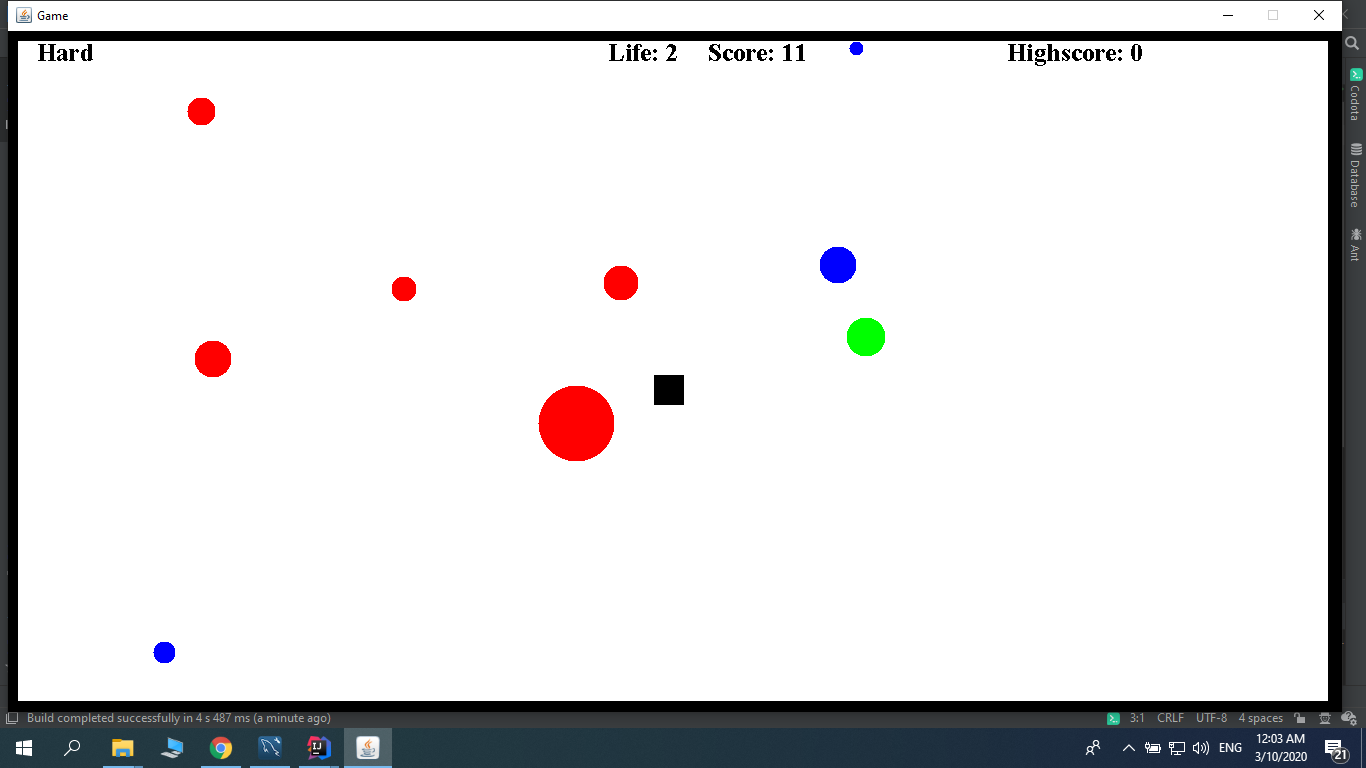 Game
Hard
Life: 2
Score: 11
Highscore: 0
Codota
Database
Ant
Build completed successfully in 4 s 487 ms (a minute ago)
3:1
CRLF
UTF-8
4 spaces
ENG
12:03 AM
3/10/2020
21